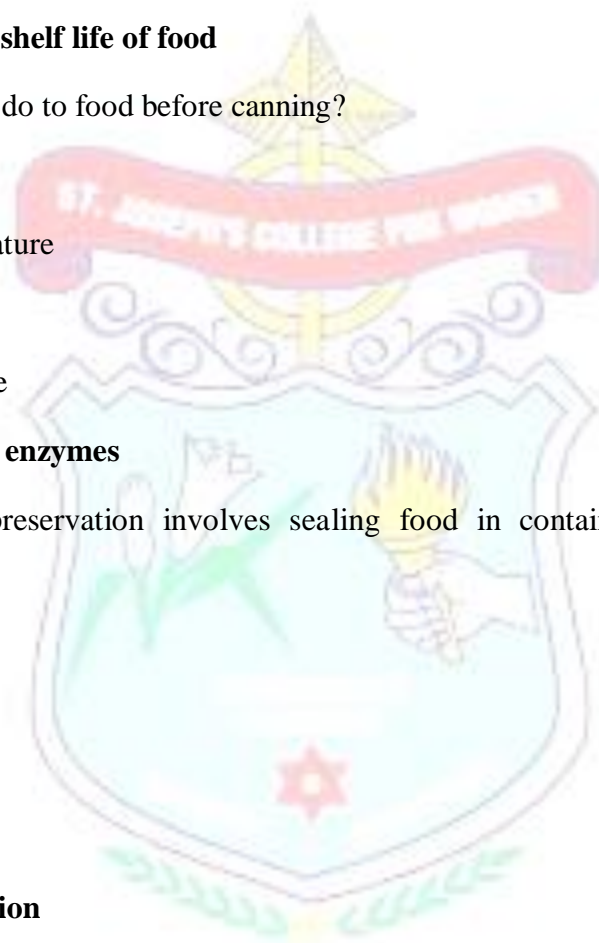 shelf life of food
do to food before canning?
ST. JOSEPH'S COLLEGE FOR WOMEN
ature
e
enzymes
preservation involves sealing food in contain
ion